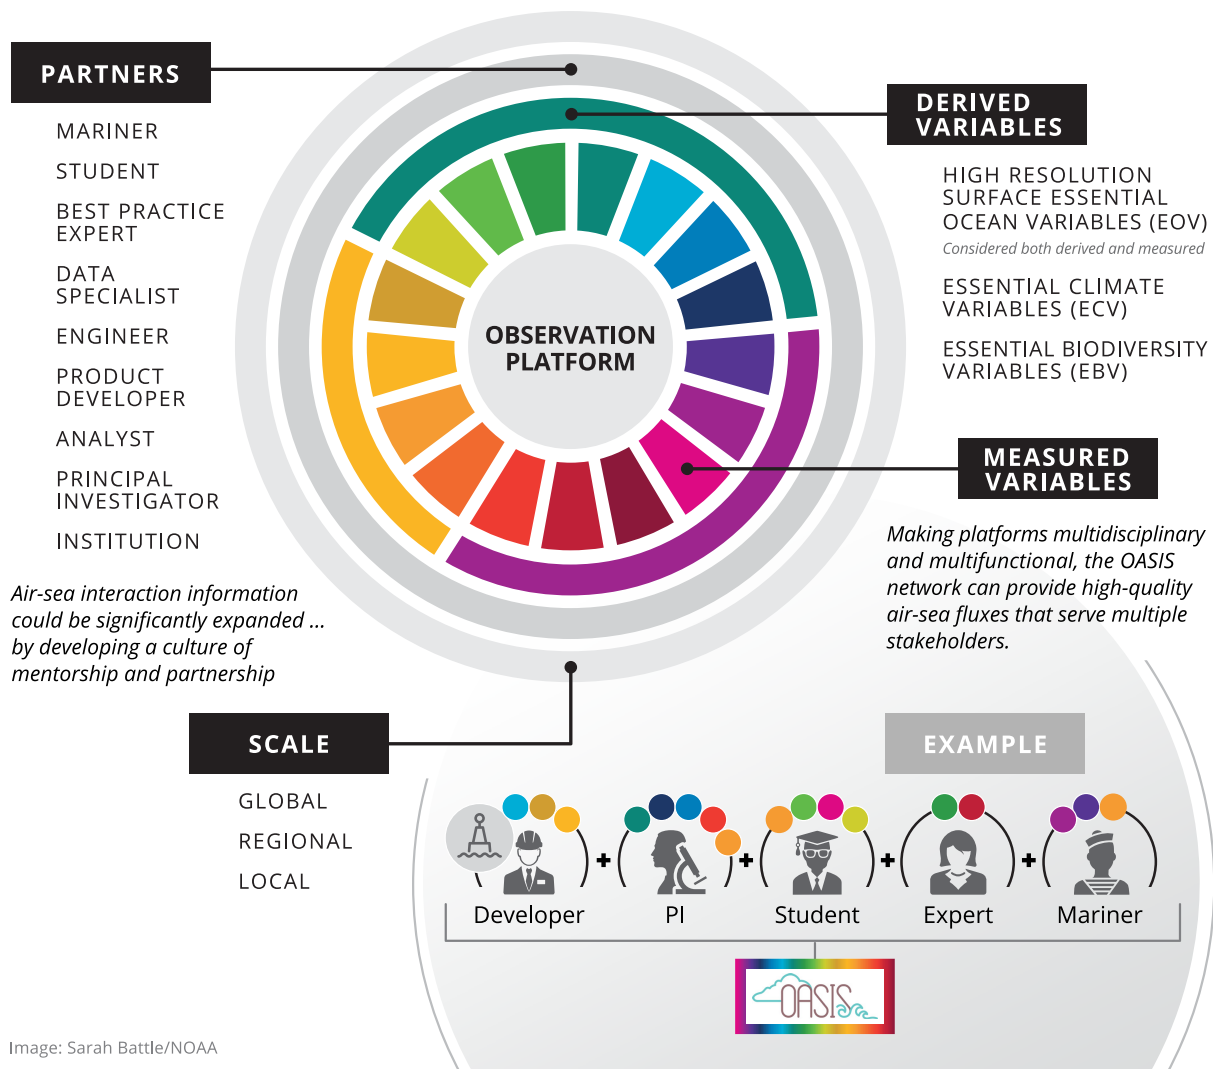 PARTNERS
MARINER
STUDENT
BEST PRACTICE
EXPERT
DATA
SPECIALIST
ENGINEER
PRODUCT
DEVELOPER
ANALYST
PRINCIPAL
INVESTIGATOR
INSTITUTION
Air-sea interaction information
could be significantly expanded ...
by developing a culture of
mentorship and partnership
OBSERVATION
PLATFORM
DERIVED
VARIABLES
HIGH RESOLUTION
SURFACE ESSENTIAL
OCEAN VARIABLES (EOV)
Considered both derived and measured
ESSENTIAL CLIMATE
VARIABLES (ECV)
ESSENTIAL BIODIVERSITY
VARIABLES (EBV)
MEASURED
VARIABLES
Making platforms multidisciplinary
and multifunctional, the OASIS
network can provide high-quality
air-sea fluxes that serve multiple
stakeholders.
SCALE
GLOBAL
REGIONAL
LOCAL
EXAMPLE
Developer
PI
Student
Expert
Mariner
OASIS
Image: Sarah Battle/NOAA